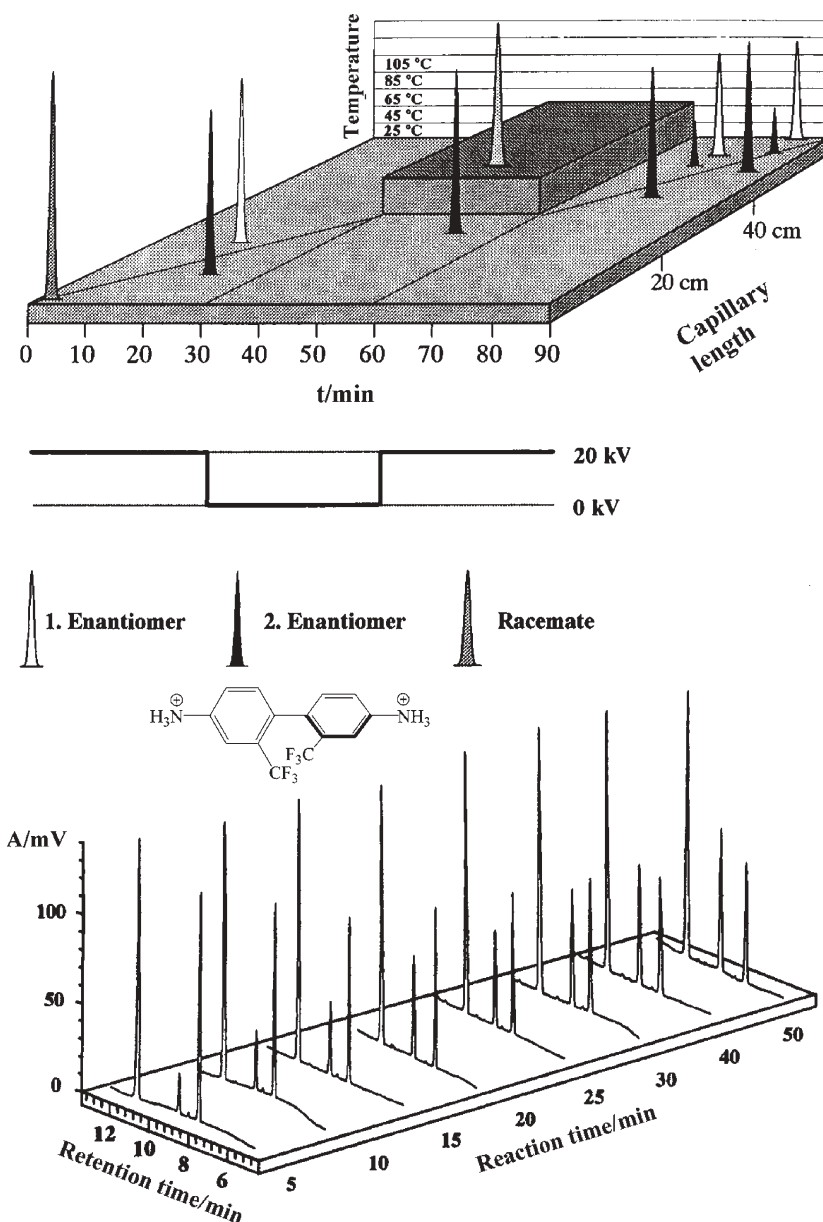 Temperature
105 °C
85 °C
65 °C
45 °C
25 °C
40 cm
20 cm
Capillary
length
0 10 20 30 40 50 60 70 80 90
t/min
20 kV
0 kV
1. Enantiomer 2. Enantiomer Racemate
⊕ ⊕
H₃N NH₃
F₃C
CF₃
A/mV
100
50
0
12 10 8 6
Retention time/min
5 10 15 20 25 30 40 50
Reaction time/min